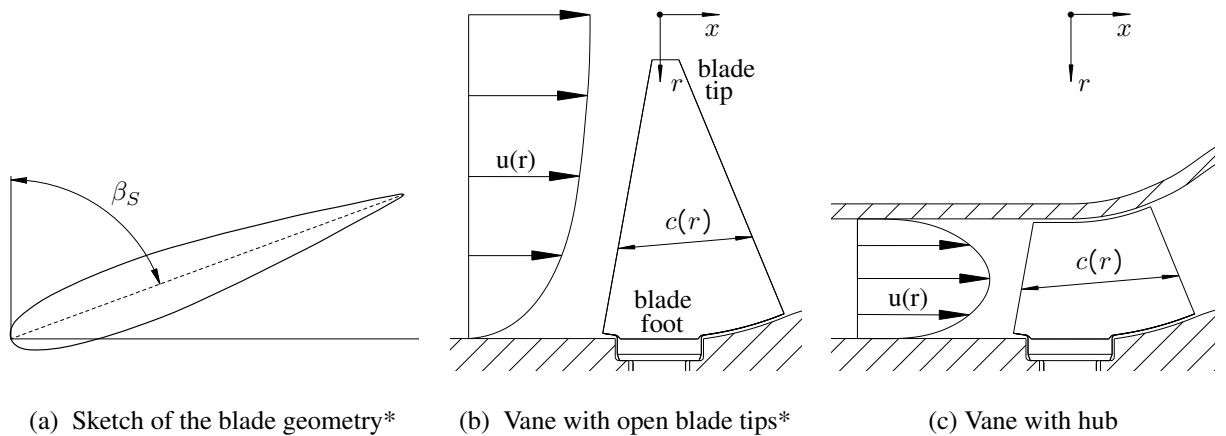 β_S
u(r)
x
r
blade
tip
c(r)
blade
foot
x
r
u(r)
c(r)
(a) Sketch of the blade geometry*
(b) Vane with open blade tips*
(c) Vane with hub